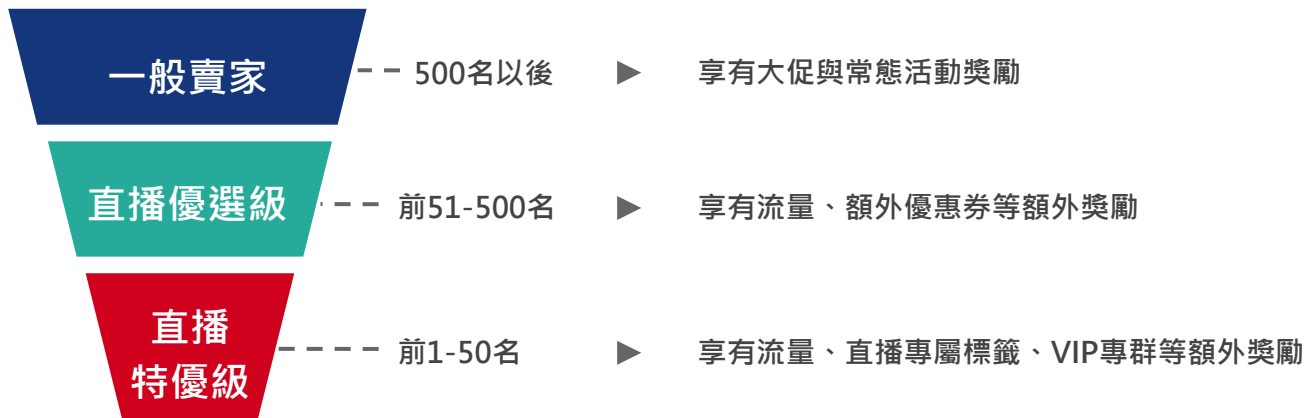 一般賣家 500名以後 ▶ 享有大促與常態活動獎勵
直播優選級 前51-500名 ▶ 享有流量、額外優惠券等額外獎勵
直播
特優級
前1-50名 ▶ 享有流量、直播專屬標籤、VIP專群等額外獎勵